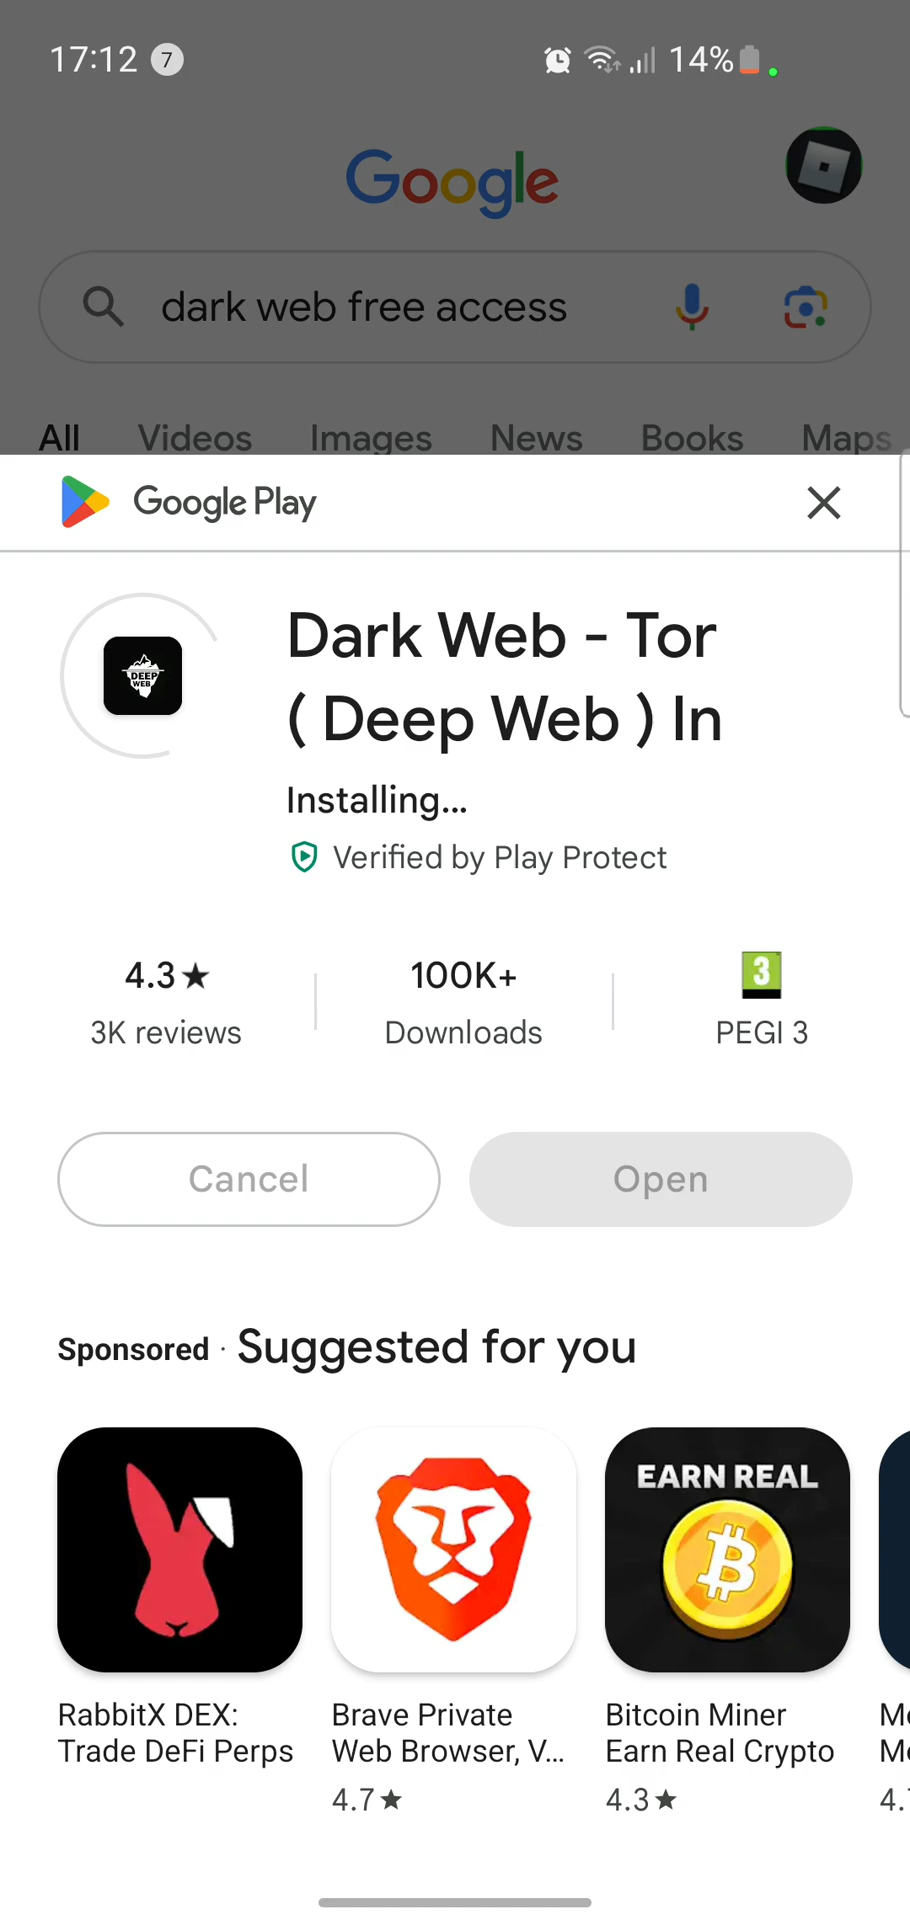 17:12 7 14%
Google
dark web free access
All Videos Images News Books Maps
Google Play
Dark Web - Tor
( Deep Web ) In
Installing...
Verified by Play Protect
4.3★ 100K+ 3
3K reviews Downloads PEGI 3
Cancel Open
Sponsored · Suggested for you
DEEP
WEB
EARN REAL
RabbitX DEX:
Trade DeFi Perps
Brave Private
Web Browser, V...
4.7★
Bitcoin Miner
Earn Real Crypto
4.3★